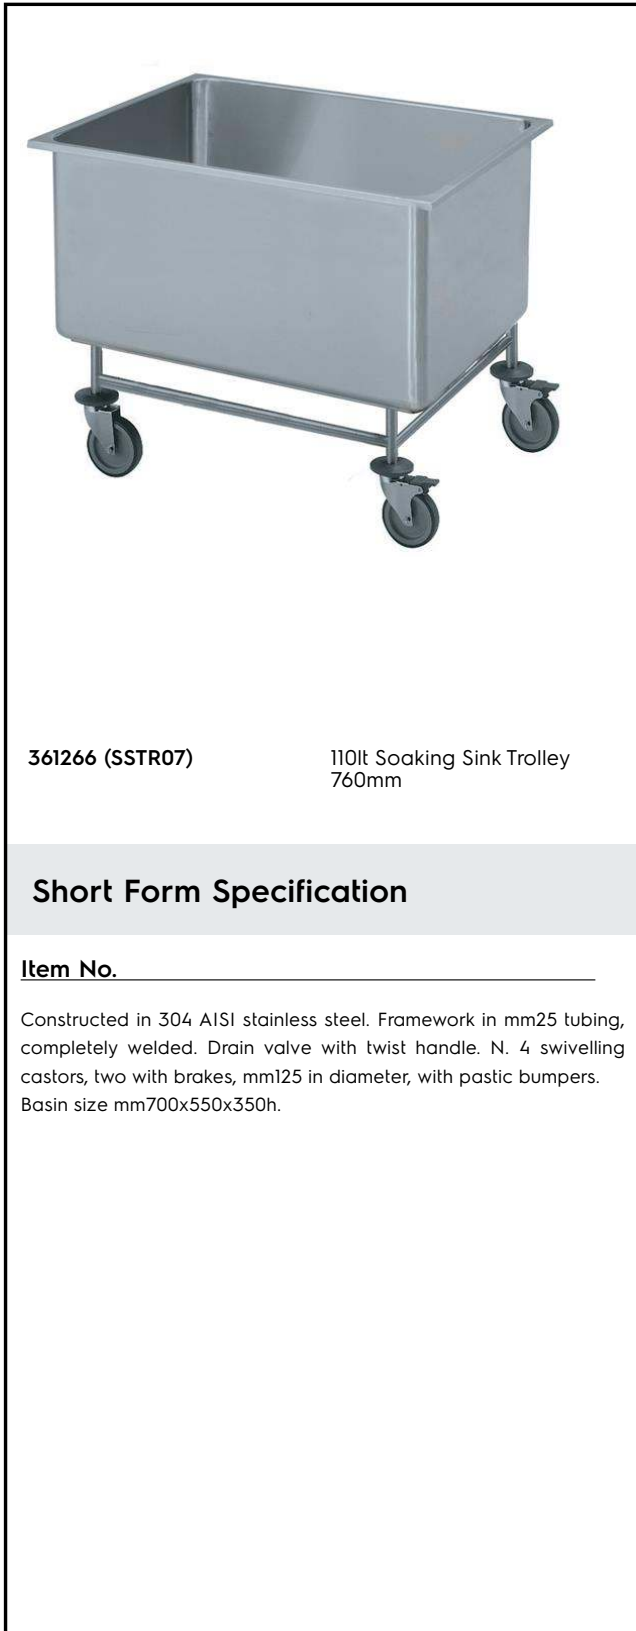 361266 (SSTR07)
110lt Soaking Sink Trolley
760mm
Short Form Specification
Item No.
Constructed in 304 AISI stainless steel. Framework in mm25 tubing,
completely welded. Drain valve with twist handle. N. 4 swivelling
castors, two with brakes, mm125 in diameter, with pastic bumpers.
Basin size mm700x550x350h.